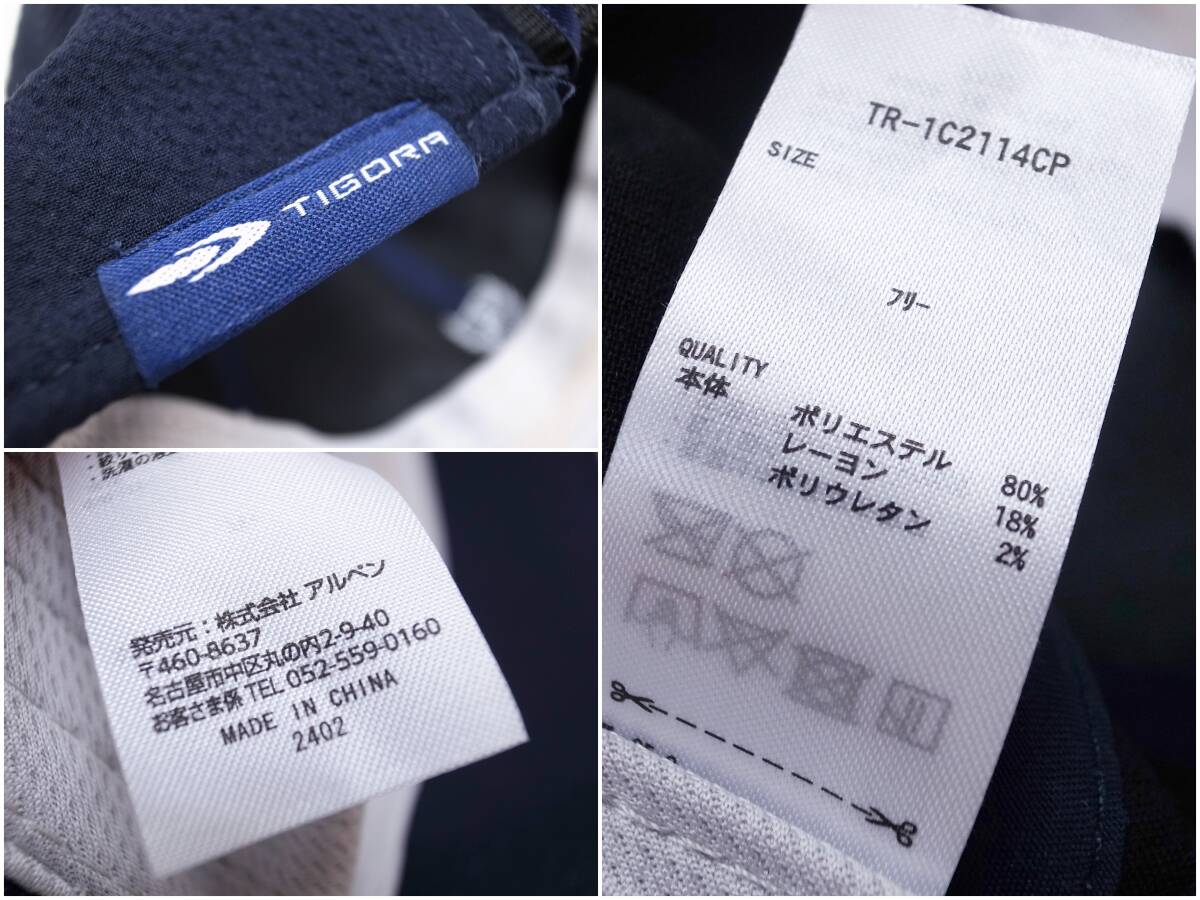 TIGORA
発売元：株式会社 アルペン
〒460-8637
名古屋市中区丸の内2-9-40
お客さま係 TEL 052-559-0160
MADE IN CHINA
2402
TR-1C2114CP
SIZE
フリー
QUALITY
本体
ポリエステル 80%
レーヨン 18%
ポリウレタン 2%